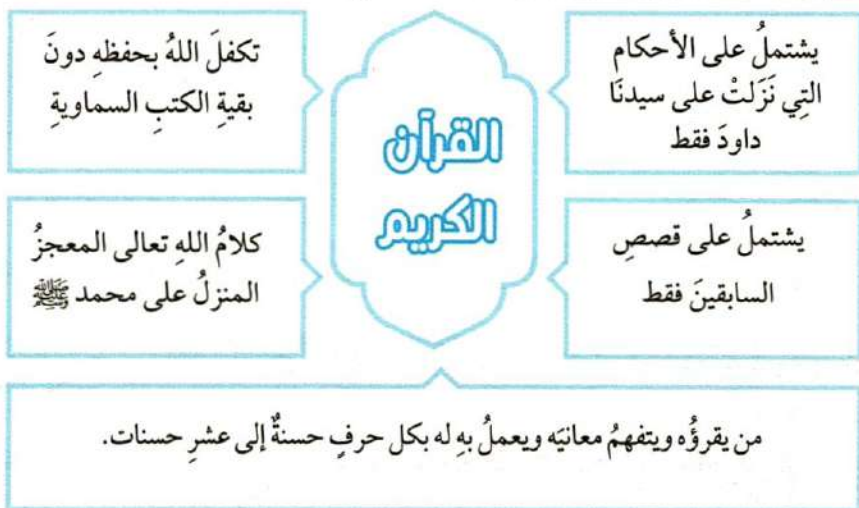 يشتملُ على الأحكام
التِي نَزَلتْ على سيدنَا
داودَ فقط
القرآن
الكريم
تكفلَ اللهُ بحفظهِ دونَ
بقيةِ الكتبِ السماويةِ
يشتملُ على قصصِ
السابقينَ فقط
كلامُ اللهِ تعالى المعجزُ
المنزلُ على محمد ﷺ
من يقرؤُه ويتفهمُ معانيَه ويعملُ بهِ له بكل حرفٍ حسنةٌ إلى عشرِ حسنات.